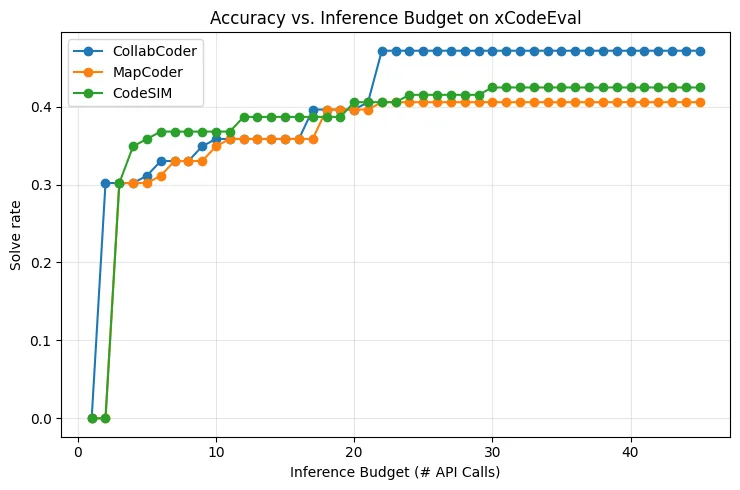 Accuracy vs. Inference Budget on xCodeEval
CollabCoder
MapCoder
CodeSIM
Solve rate
0.4
0.3
0.2
0.1
0.0
0
10
20
30
40
Inference Budget (# API Calls)